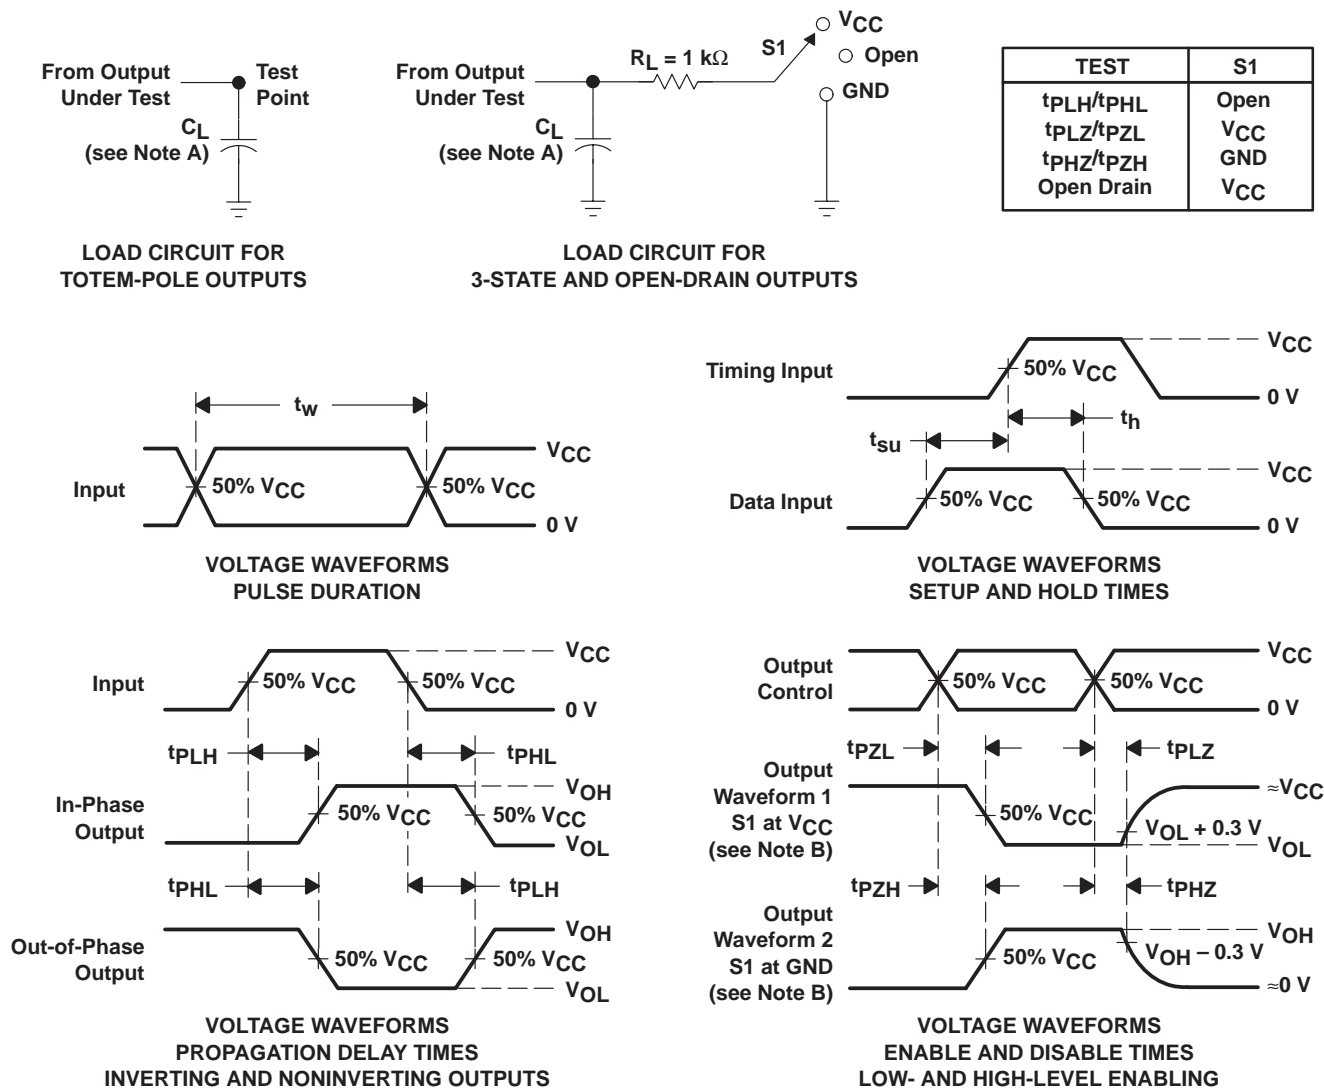 From Output
Under Test
Test
Point
CL
(see Note A)
LOAD CIRCUIT FOR
TOTEM-POLE OUTPUTS
From Output
Under Test
RL = 1 kΩ
S1
VCC
Open
GND
CL
(see Note A)
LOAD CIRCUIT FOR
3-STATE AND OPEN-DRAIN OUTPUTS
TEST S1
tPLH/tPHL Open
tPLZ/tPZL VCC
tPHZ/tPZH GND
Open Drain VCC
tw
Input
50% VCC
50% VCC
VCC
0 V
VOLTAGE WAVEFORMS
PULSE DURATION
Timing Input
50% VCC
VCC
0 V
tsu
th
Data Input
50% VCC
50% VCC
VCC
0 V
VOLTAGE WAVEFORMS
SETUP AND HOLD TIMES
Input
50% VCC
50% VCC
VCC
0 V
tPLH
tPHL
In-Phase
Output
50% VCC
50% VCC
VOH
VOL
tPHL
tPLH
Out-of-Phase
Output
50% VCC
50% VCC
VOH
VOL
VOLTAGE WAVEFORMS
PROPAGATION DELAY TIMES
INVERTING AND NONINVERTING OUTPUTS
Output
Control
50% VCC
50% VCC
VCC
0 V
tPZL
tPLZ
Output
Waveform 1
S1 at VCC
(see Note B)
50% VCC
VOL + 0.3 V
≈VCC
VOL
tPZH
tPHZ
Output
Waveform 2
S1 at GND
(see Note B)
50% VCC
VOH − 0.3 V
VOH
≈0 V
VOLTAGE WAVEFORMS
ENABLE AND DISABLE TIMES
LOW- AND HIGH-LEVEL ENABLING